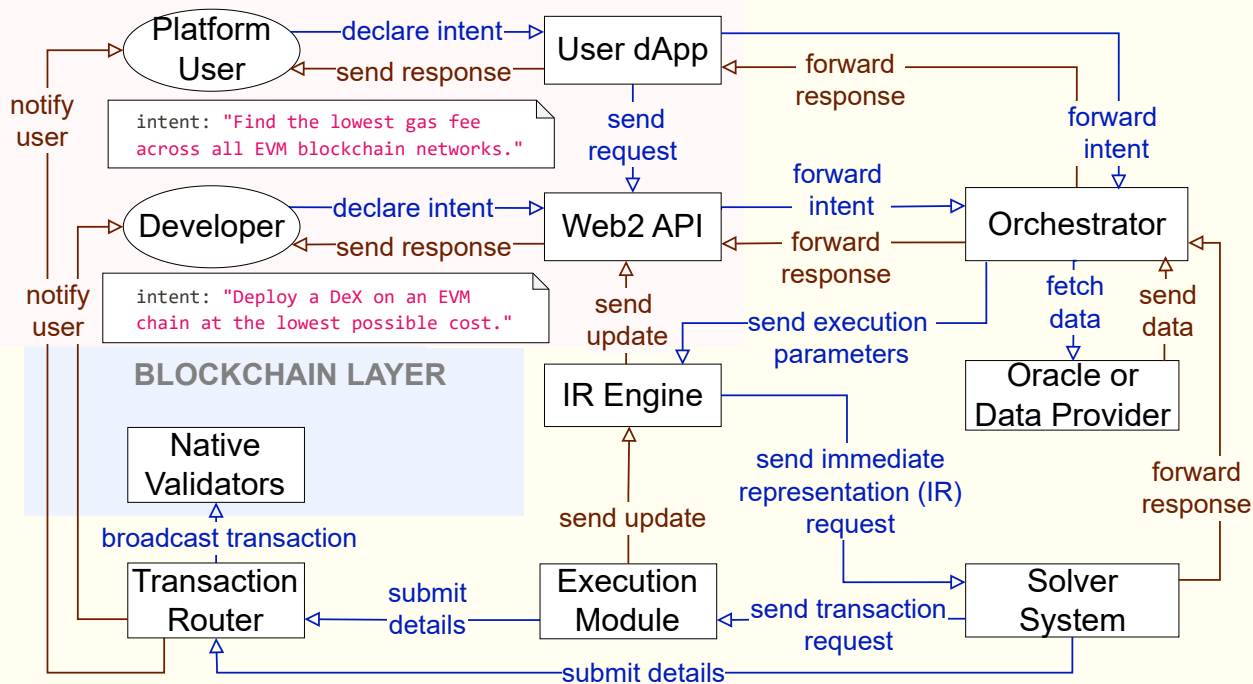 Platform
User
declare intent
send response
User dApp
forward
response
forward
intent
notify
user
intent: "Find the lowest gas fee
across all EVM blockchain networks."
send
request
Developer
declare intent
send response
Web2 API
forward
intent
forward
response
Orchestrator
notify
user
intent: "Deploy a DeX on an EVM
chain at the lowest possible cost."
send
update
send execution
parameters
fetch
data
send
data
BLOCKCHAIN LAYER
IR Engine
Oracle or
Data Provider
Native
Validators
send immediate
representation (IR)
request
forward
response
send update
broadcast transaction
Transaction
Router
submit
details
Execution
Module
send transaction
request
Solver
System
submit details